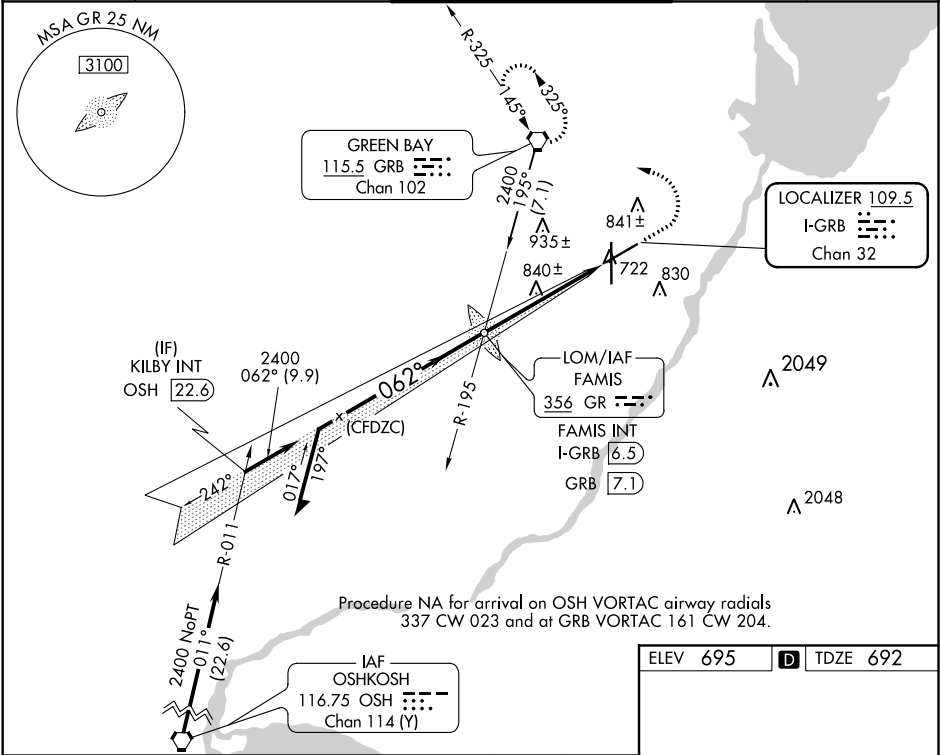 MSA GR 25 NM
3100
R-325
145°
325°
GREEN BAY
115.5 GRB
Chan 102
2400
195°
(7.1)
935±
841±
840±
722
830
LOCALIZER 109.5
I-GRB
Chan 32
(IF)
KILBY INT
OSH 22.6
2400
062° (9.9)
062°
(CFDZC)
R-195
LOM/IAF
FAMIS
356 GR
FAMIS INT
I-GRB 6.5
GRB 7.1
2049
2048
242°
017°
197°
R-011
2400 NoPT
011°
(22.6)
Procedure NA for arrival on OSH VORTAC airway radials
337 CW 023 and at GRB VORTAC 161 CW 204.
IAF
OSHKOSH
116.75 OSH
Chan 114 (Y)
ELEV 695 D TDZE 692